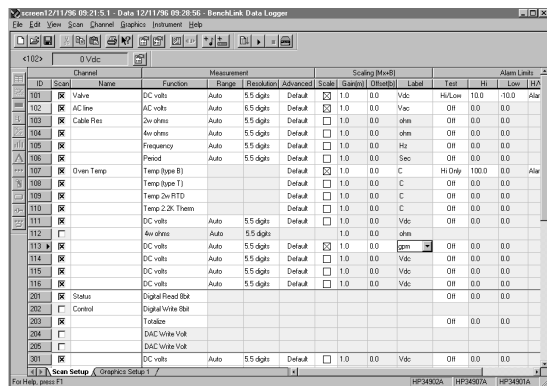 screen12/11/96 09:21:5.1 - Data 12/11/96 09:28:56 - BenchLink Data Logger
File Edit View Scan Channel Graphics Instrument Help
<102> 0 Vdc
Channel Measurement Scaling (Mx+B) Alarm Limits
ID Scan Name Function Range Resolution Advanced Scale Gain(m) Offset(b) Label Test Hi Low H/
101 Valve DC volts Auto 5.5 digits Default 1.0 0.0 Vdc Hi/Low 10.0 -10.0 Alar
102 AC line AC volts Auto 6.5 digits Default 1.0 0.0 Vac Off 0.0 0.0
103 Cable Res 2w ohms Auto 5.5 digits Default 1.0 0.0 ohm Off 0.0 0.0
104 4w ohms Auto 5.5 digits Default 1.0 0.0 ohm Off 0.0 0.0
105 Frequency Auto 5.5 digits Default 1.0 0.0 Hz Off 0.0 0.0
106 Period Auto 5.5 digits Default 1.0 0.0 Sec Off 0.0 0.0
107 Oven Temp Temp (type B) Default 1.0 0.0 C Hi Only 100.0 0.0 Alar
108 Temp (type T) Default 1.0 0.0 C Off 0.0 0.0
109 Temp 2w RTD Default 1.0 0.0 C Off 0.0 0.0
110 Temp 2.2K Therm Default 1.0 0.0 C Off 0.0 0.0
111 DC volts Auto 5.5 digits Default 1.0 0.0 Vdc Off 0.0 0.0
112 4w ohms Auto 5.5 digits 1.0 0.0 ohm
113 DC volts Auto 5.5 digits Default 1.0 0.0 gpm Off 0.0 0.0
114 DC volts Auto 5.5 digits Default 1.0 0.0 Vdc Off 0.0 0.0
115 DC volts Auto 5.5 digits Default 1.0 0.0 Vdc Off 0.0 0.0
116 DC volts Auto 5.5 digits Default 1.0 0.0 Vdc Off 0.0 0.0
201 Status Digital Read 8bit Off 0.0 0.0
202 Control Digital Write 8bit
203 Totalize Off 0.0 0.0
204 DAC Write Volt
205 DAC Write Volt
301 DC volts Auto 5.5 digits Default 1.0 0.0 Vdc Off 0.0 0.0
Scan Setup Graphics Setup 1
For Help, press F1 HP34902A HP34907A HP34901A